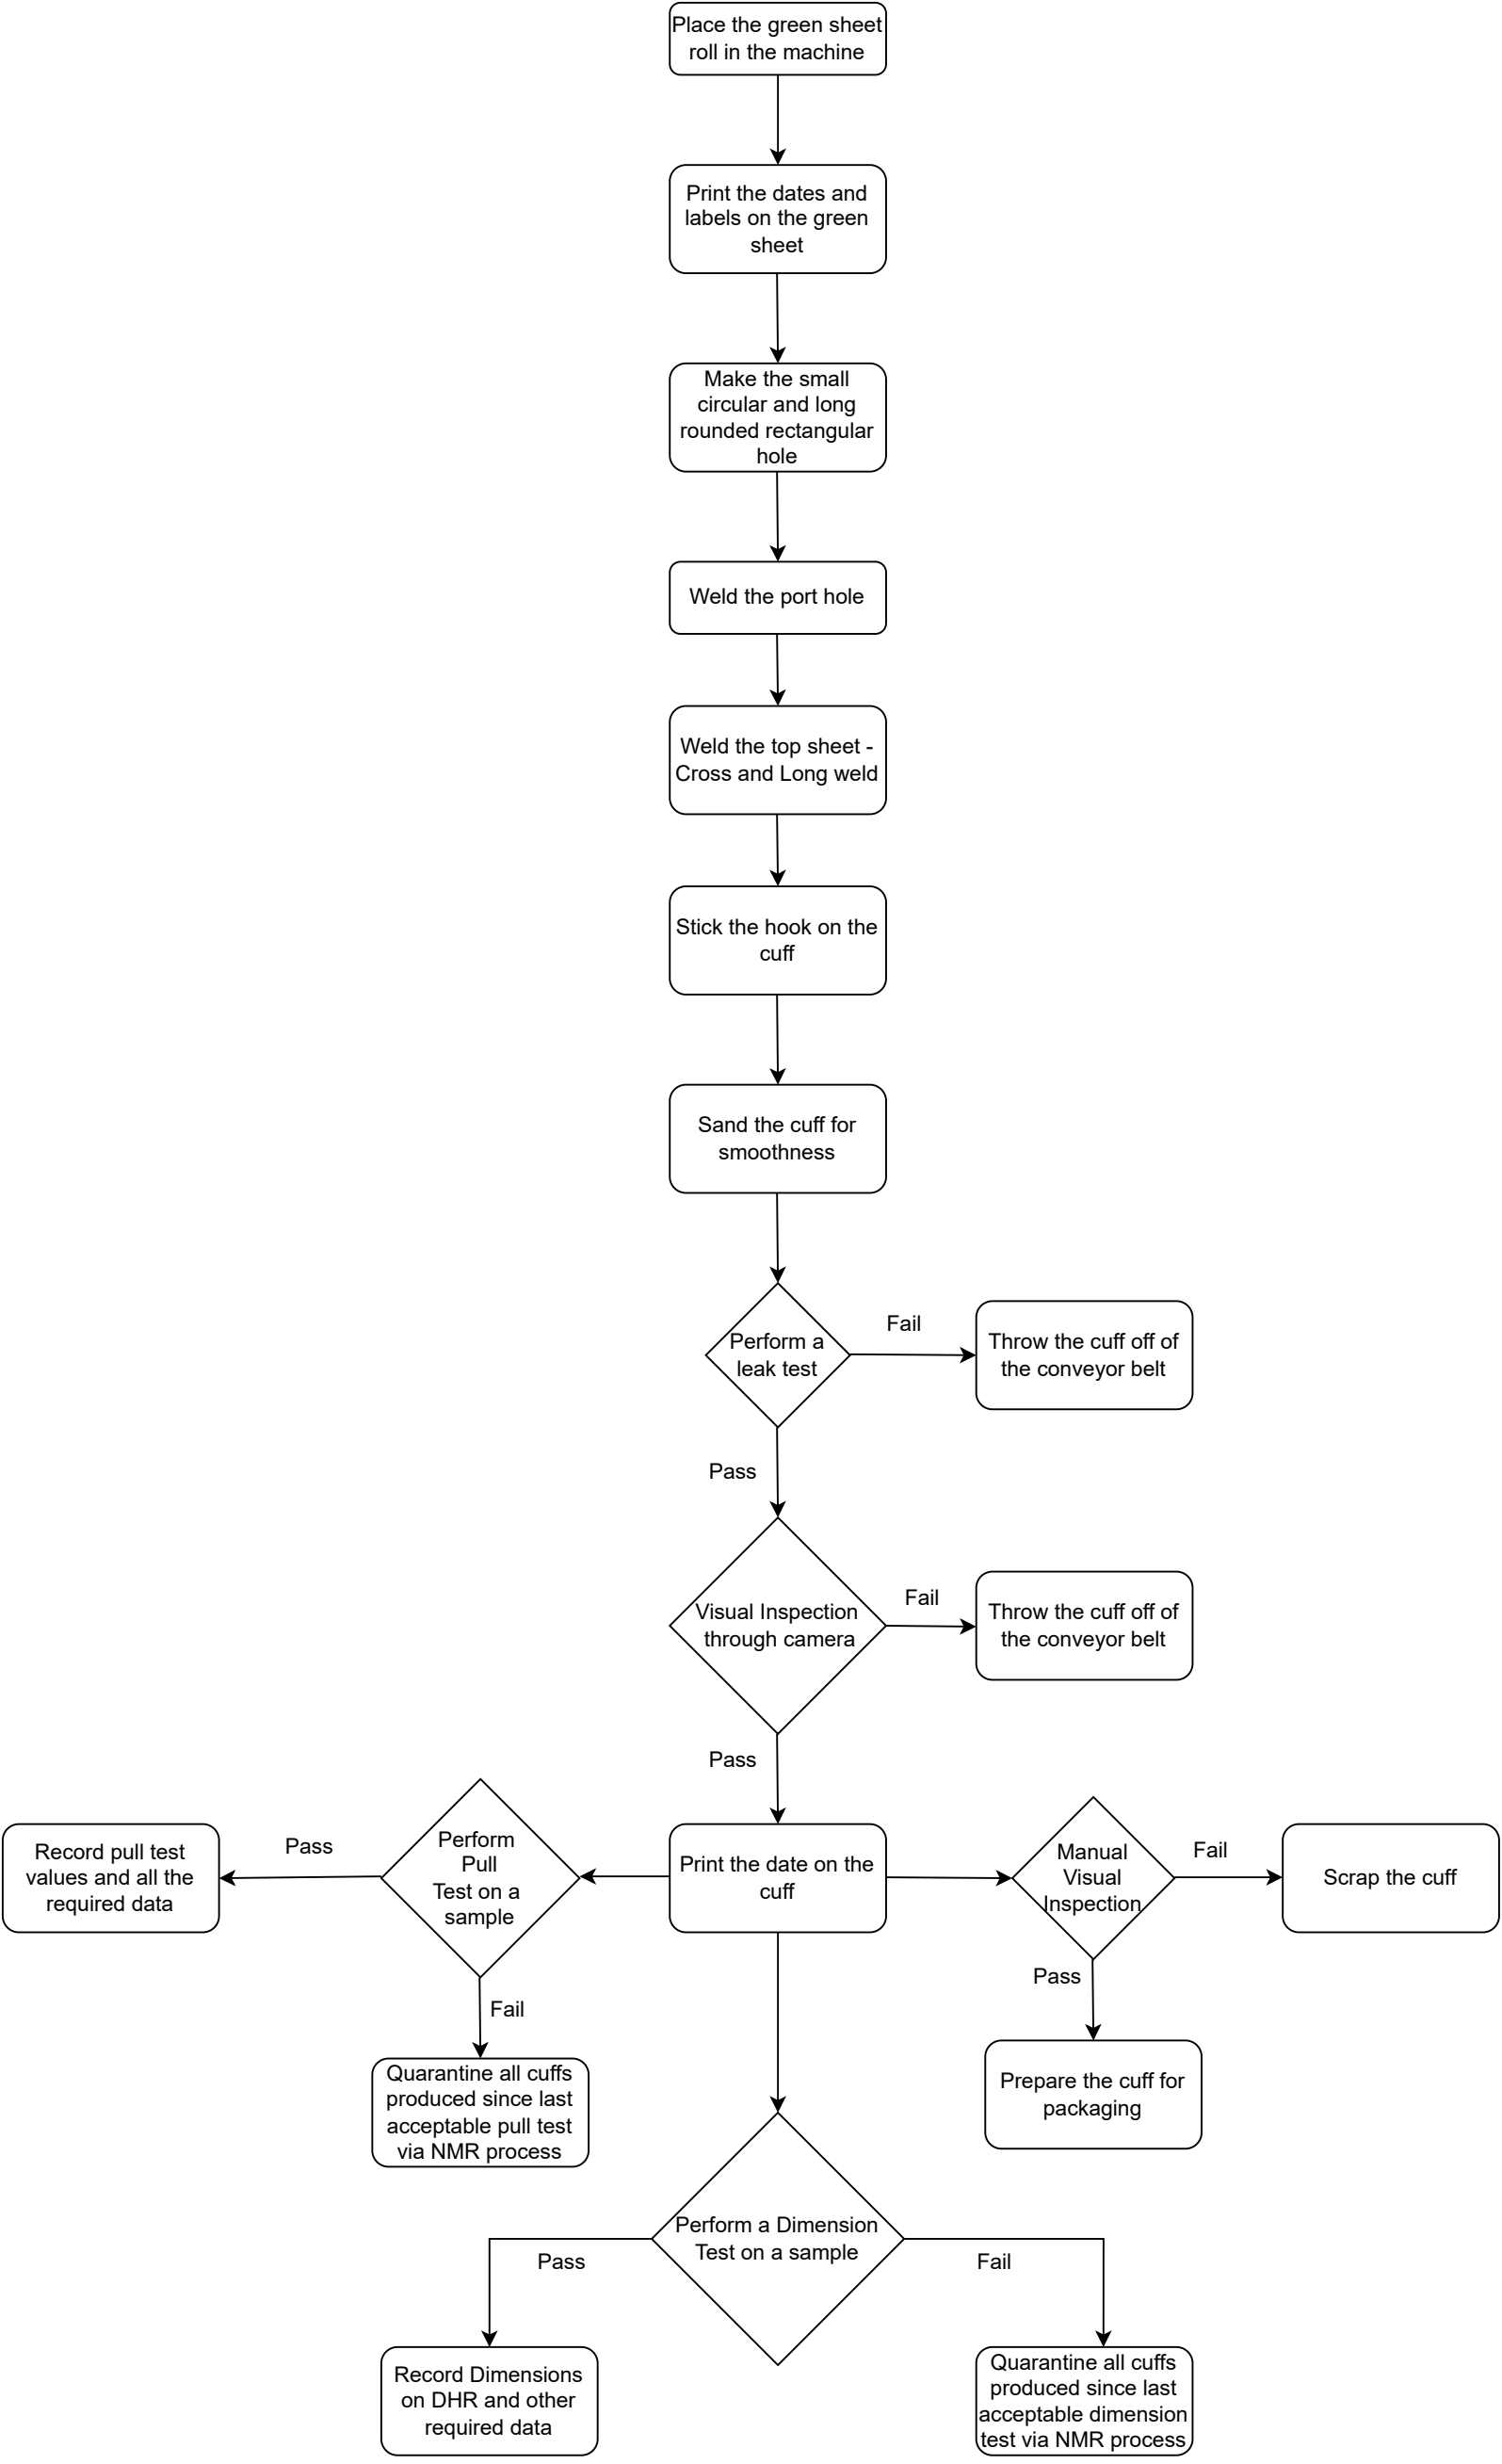 Place the green sheet
roll in the machine
Print the dates and
labels on the green
sheet
Make the small
circular and long
rounded rectangular
hole
Weld the port hole
Weld the top sheet -
Cross and Long weld
Stick the hook on the
cuff
Sand the cuff for
smoothness
Perform a
leak test
Fail
Throw the cuff off of
the conveyor belt
Pass
Visual Inspection
through camera
Fail
Throw the cuff off of
the conveyor belt
Pass
Record pull test
values and all the
required data
Pass
Perform
Pull
Test on a
sample
Print the date on the
cuff
Manual
Visual
Inspection
Fail
Scrap the cuff
Fail
Pass
Quarantine all cuffs
produced since last
acceptable pull test
via NMR process
Prepare the cuff for
packaging
Perform a Dimension
Test on a sample
Pass
Fail
Record Dimensions
on DHR and other
required data
Quarantine all cuffs
produced since last
acceptable dimension
test via NMR process